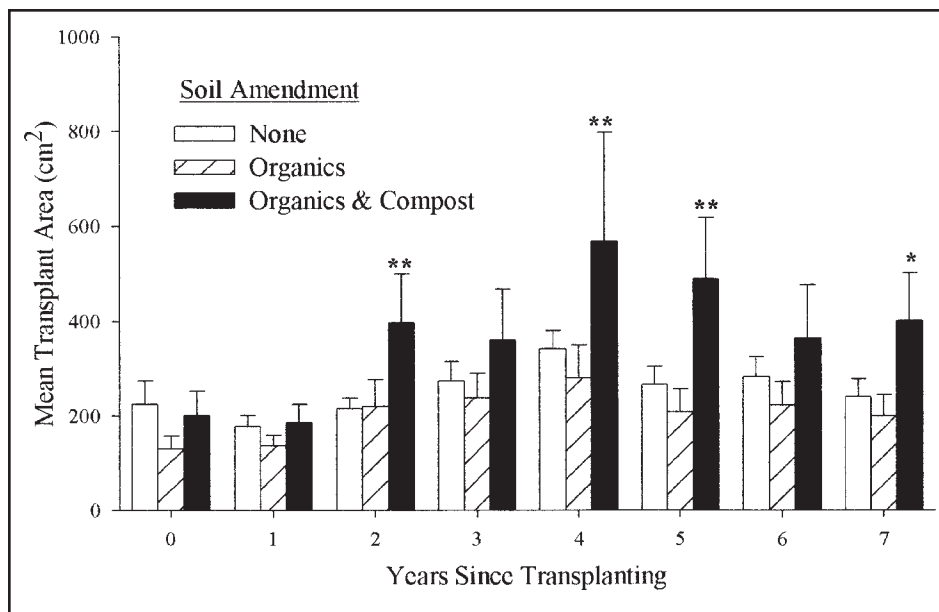 1000
800
600
400
200
0
Mean Transplant Area (cm²)
Soil Amendment
None
Organics
Organics & Compost
**
**
**
*
0 1 2 3 4 5 6 7
Years Since Transplanting